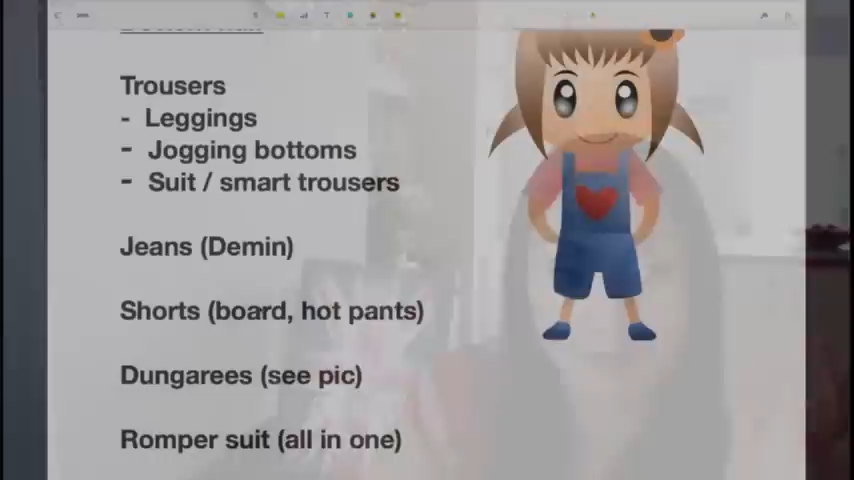 Trousers
- Leggings
- Jogging bottoms
- Suit / smart trousers
Jeans (Demin)
Shorts (board, hot pants)
Dungarees (see pic)
Romper suit (all in one)